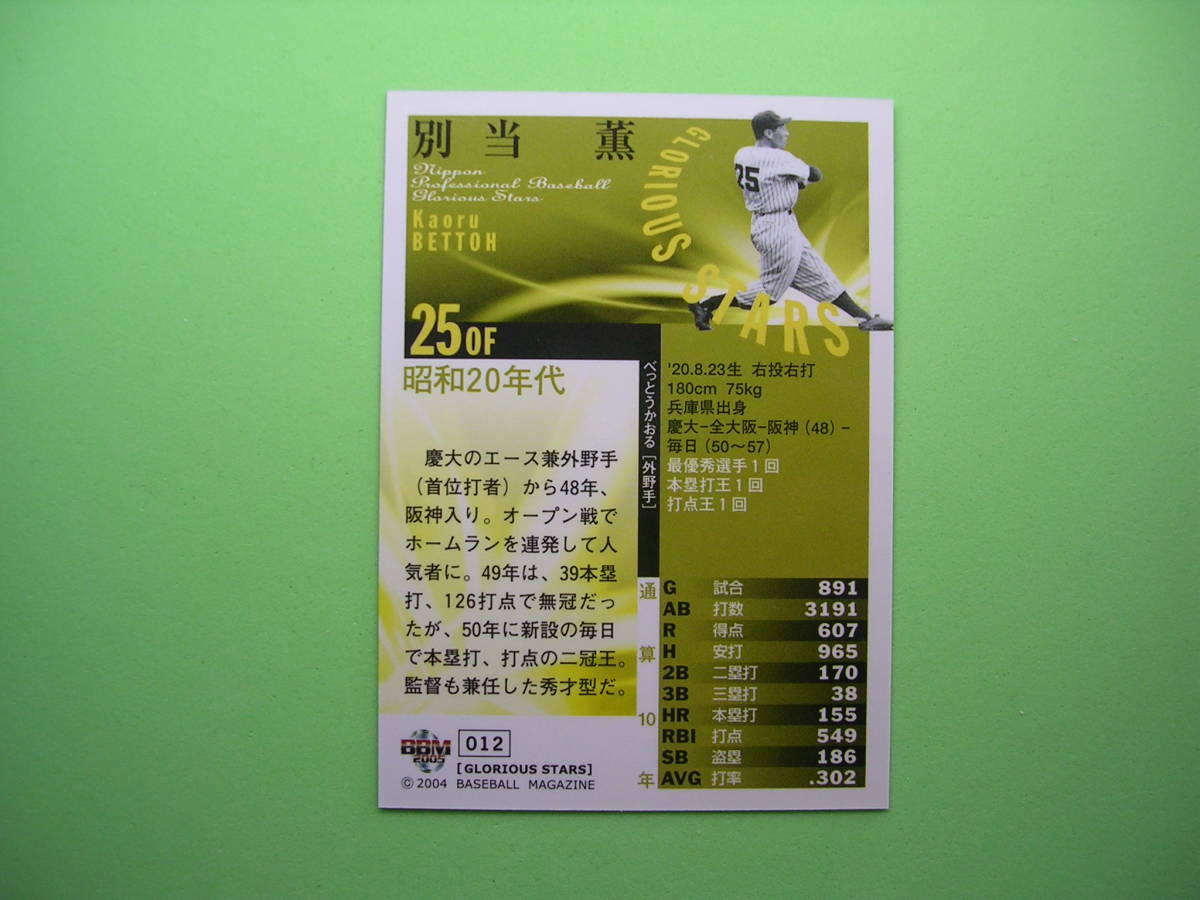 別当 薫
Nippon
Professional Baseball
Glorious Stars
Kaoru
BETTOH
GLORIOUS STARS
25
25 OF
昭和20年代
慶大のエース兼外野手
(首位打者)から48年、
阪神入り。オープン戦で
ホームランを連発して人
気者に。49年は、39本塁
打、126打点で無冠だっ
たが、50年に新設の毎日
で本塁打、打点の二冠王。
監督も兼任した秀才型だ。
べっとうかおる [外野手]
'20.8.23生 右投右打
180cm 75kg
兵庫県出身
慶大−全大阪−阪神(48)−
毎日(50〜57)
最優秀選手1回
本塁打王1回
打点王1回
通算10年
G 試合 891
AB 打数 3191
R 得点 607
H 安打 965
2B 二塁打 170
3B 三塁打 38
HR 本塁打 155
RBI 打点 549
SB 盗塁 186
AVG 打率 .302
BBM
2005
012
[GLORIOUS STARS]
© 2004 BASEBALL MAGAZINE